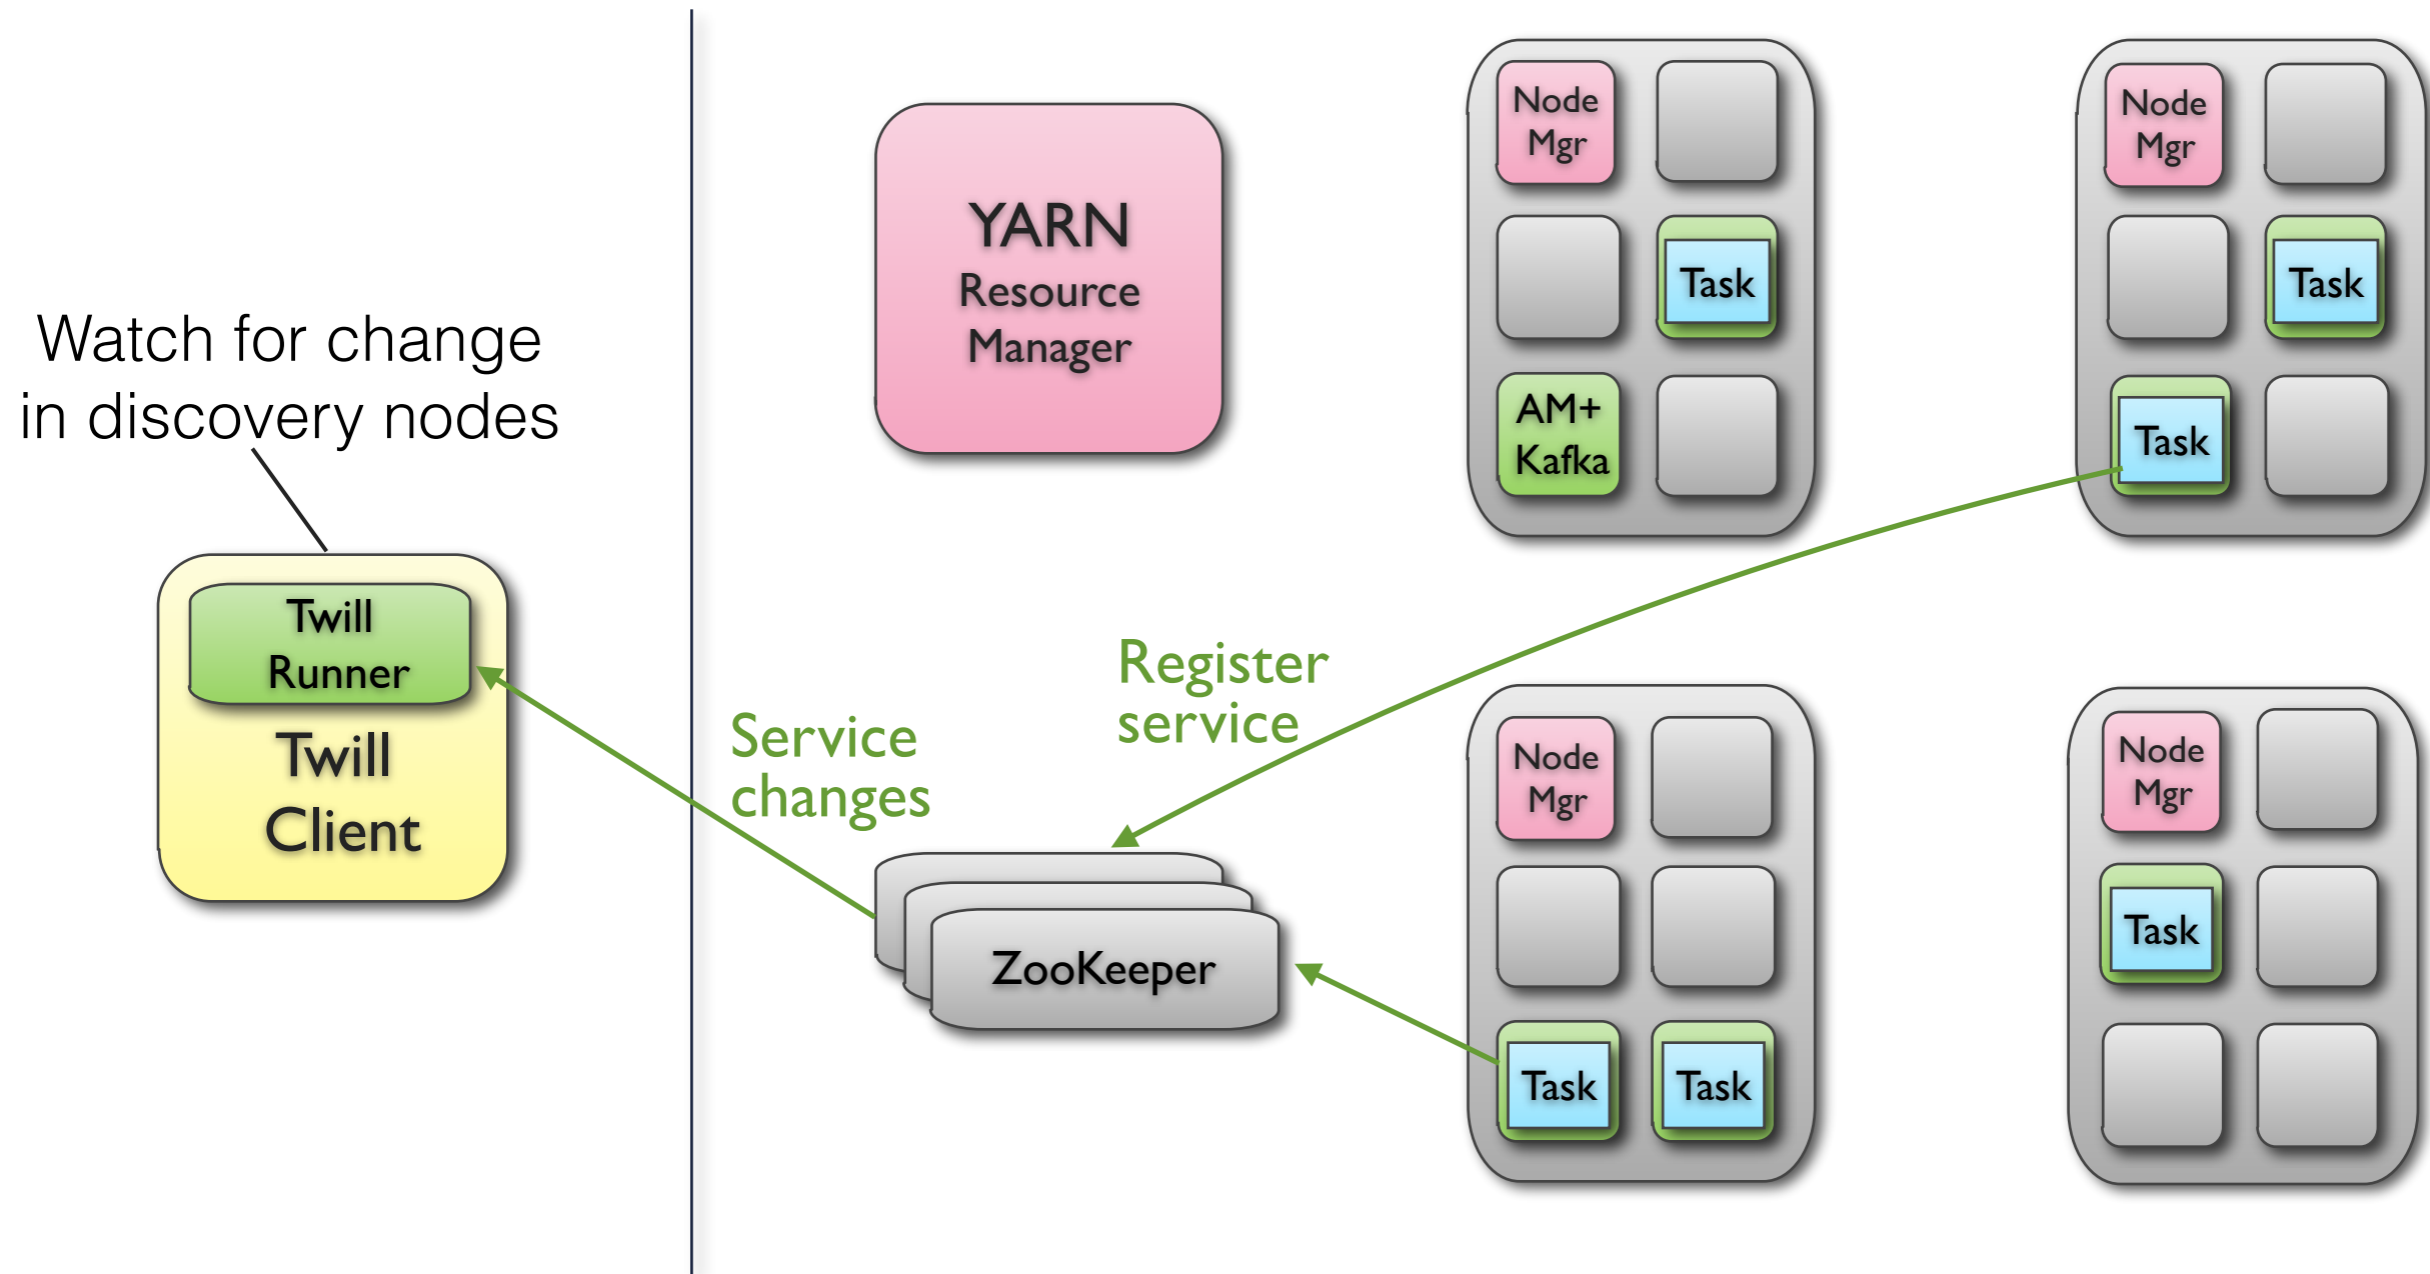 Watch for change
in discovery nodes
Twill
Runner
Twill
Client
YARN
Resource
Manager
Service
changes
Register
service
ZooKeeper
Node
Mgr
Task
AM+
Kafka
Node
Mgr
Task
Task
Node
Mgr
Task
Task
Node
Mgr
Task